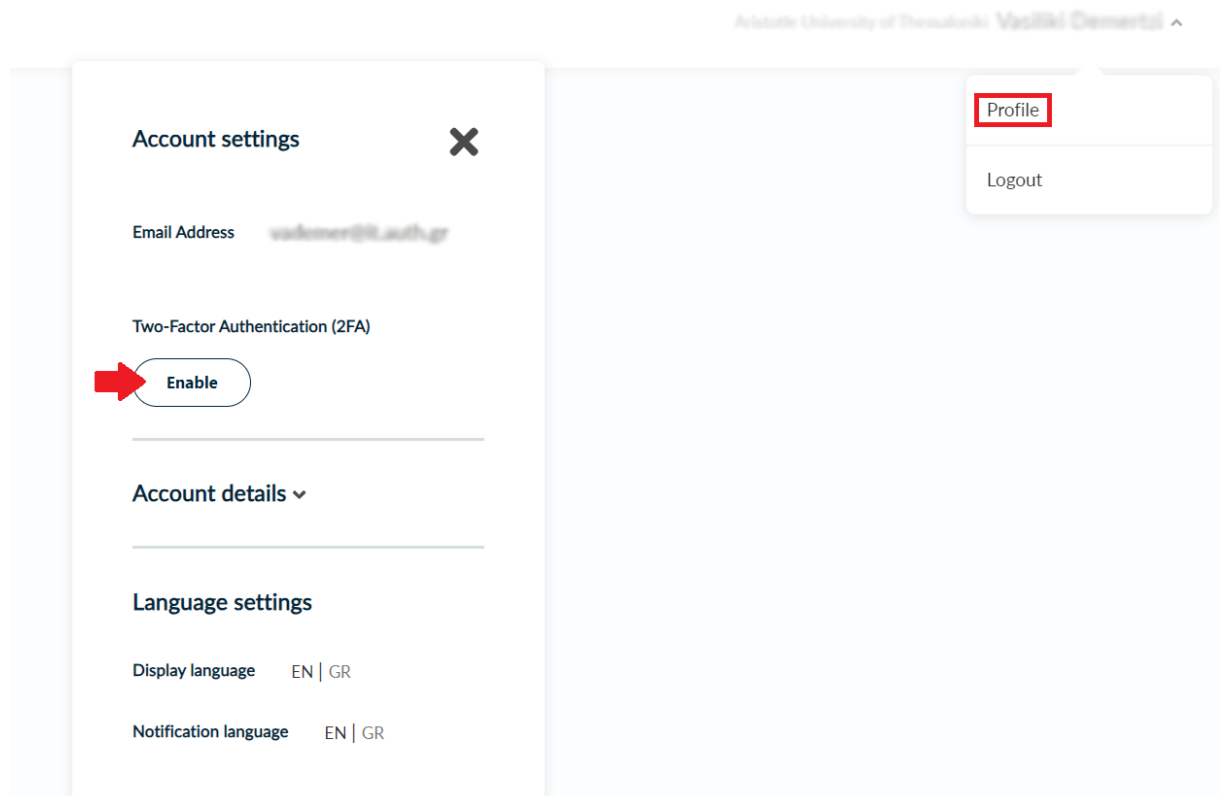 Profile
Logout
Account settings
Email Address
Two-Factor Authentication (2FA)
Enable
Account details
Language settings
Display language EN | GR
Notification language EN | GR